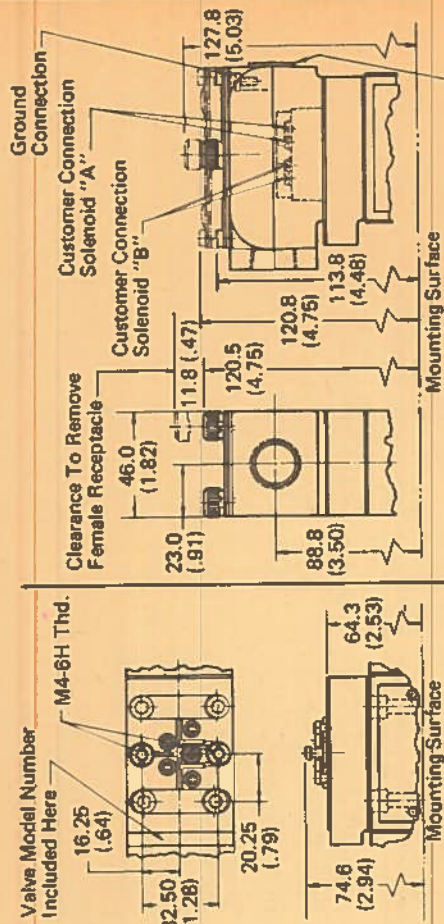 Valve Model Number
Included Here
M4-6H Thd.
16.25
(.64)
32.50
(1.28)
20.25
(.79)
74.6
(2.94)
64.3
(2.53)
Mounting Surface
Clearance To Remove
Female Receptacle
46.0
(1.82)
23.0
(.91)
11.8 (.47)
120.5
(4.75)
88.8
(3.50)
Ground
Connection
Customer Connection
Solenoid "A"
Customer Connection
Solenoid "B"
127.8
(5.03)
120.8
(4.75)
113.8
(4.48)
Mounting Surface